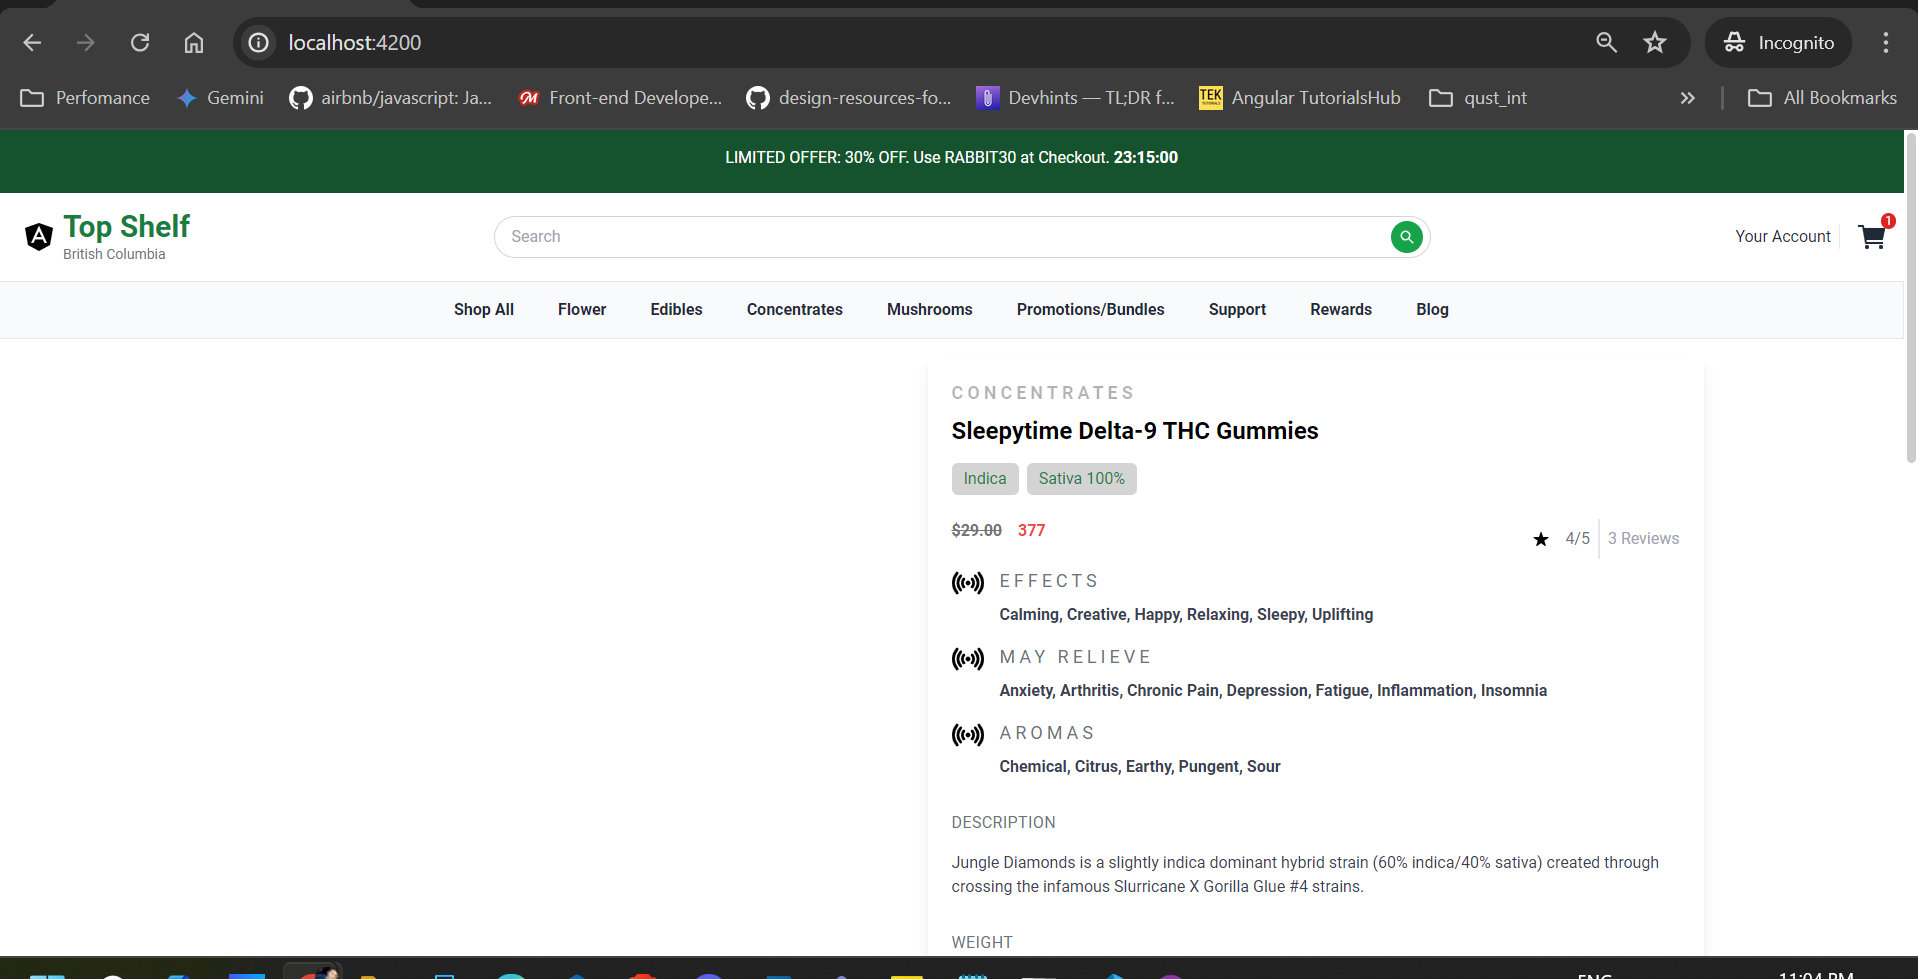 localhost:4200
Incognito
Perfomance
Gemini
airbnb/javascript: Ja...
Front-end Develope...
design-resources-fo...
Devhints — TL;DR f...
TEK
Angular TutorialsHub
qust_int
All Bookmarks
LIMITED OFFER: 30% OFF. Use RABBIT30 at Checkout. 23:15:00
Top Shelf
British Columbia
Search
Your Account
1
Shop All
Flower
Edibles
Concentrates
Mushrooms
Promotions/Bundles
Support
Rewards
Blog
CONCENTRATES
Sleepytime Delta-9 THC Gummies
Indica
Sativa 100%
$29.00 377
4/5
3 Reviews
EFFECTS
Calming, Creative, Happy, Relaxing, Sleepy, Uplifting
MAY RELIEVE
Anxiety, Arthritis, Chronic Pain, Depression, Fatigue, Inflammation, Insomnia
AROMAS
Chemical, Citrus, Earthy, Pungent, Sour
DESCRIPTION
Jungle Diamonds is a slightly indica dominant hybrid strain (60% indica/40% sativa) created through
crossing the infamous Slurricane X Gorilla Glue #4 strains.
WEIGHT
ENG
11:04 PM